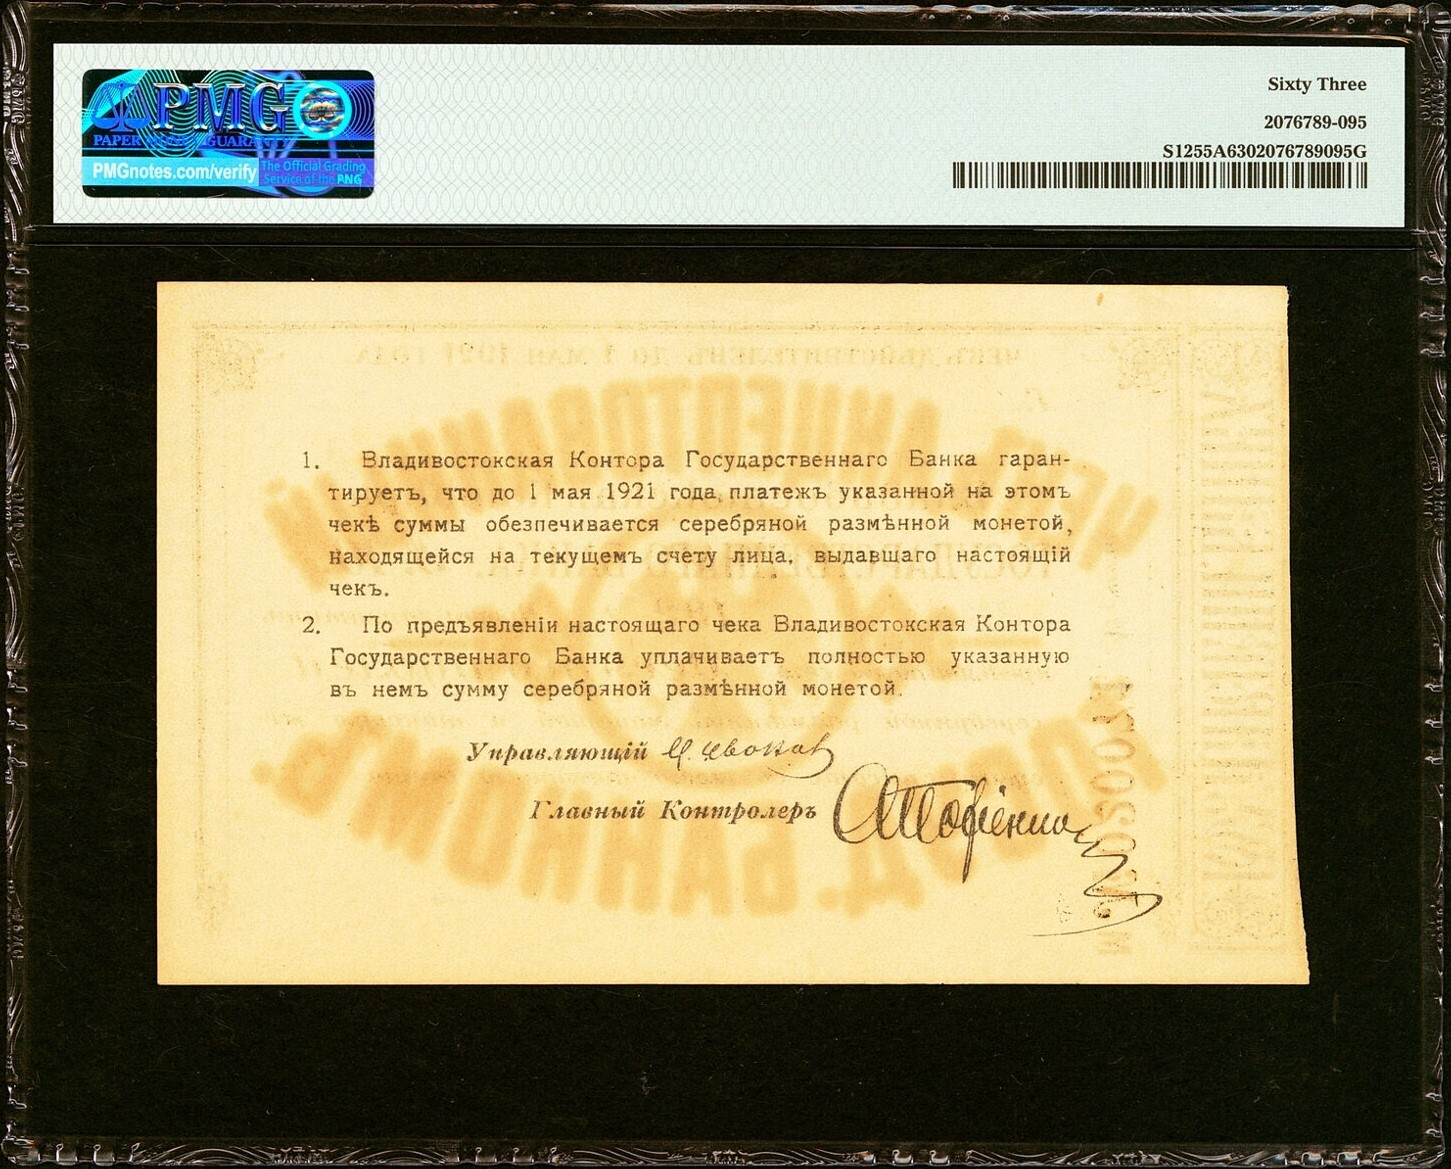 PMG
PAPER MONEY GUARANTY
PMGnotes.com/verify
The Official Grading
Service of the PNG
Sixty Three
2076789-095
S1255A6302076789095G
1. Владивостокская Контора Государственнаго Банка гаран-
тируетъ, что до 1 мая 1921 года, платежъ указанной на этомъ
чекѣ суммы обезпечивается серебряной размѣнной монетой,
находящейся на текущемъ счету лица, выдавшаго настоящій
чекъ.
2. По предъявленіи настоящаго чека Владивостокская Контора
Государственнаго Банка уплачиваетъ полностью указанную
въ немъ сумму серебряной размѣнной монетой.
Управляющій
Главный Контролеръ